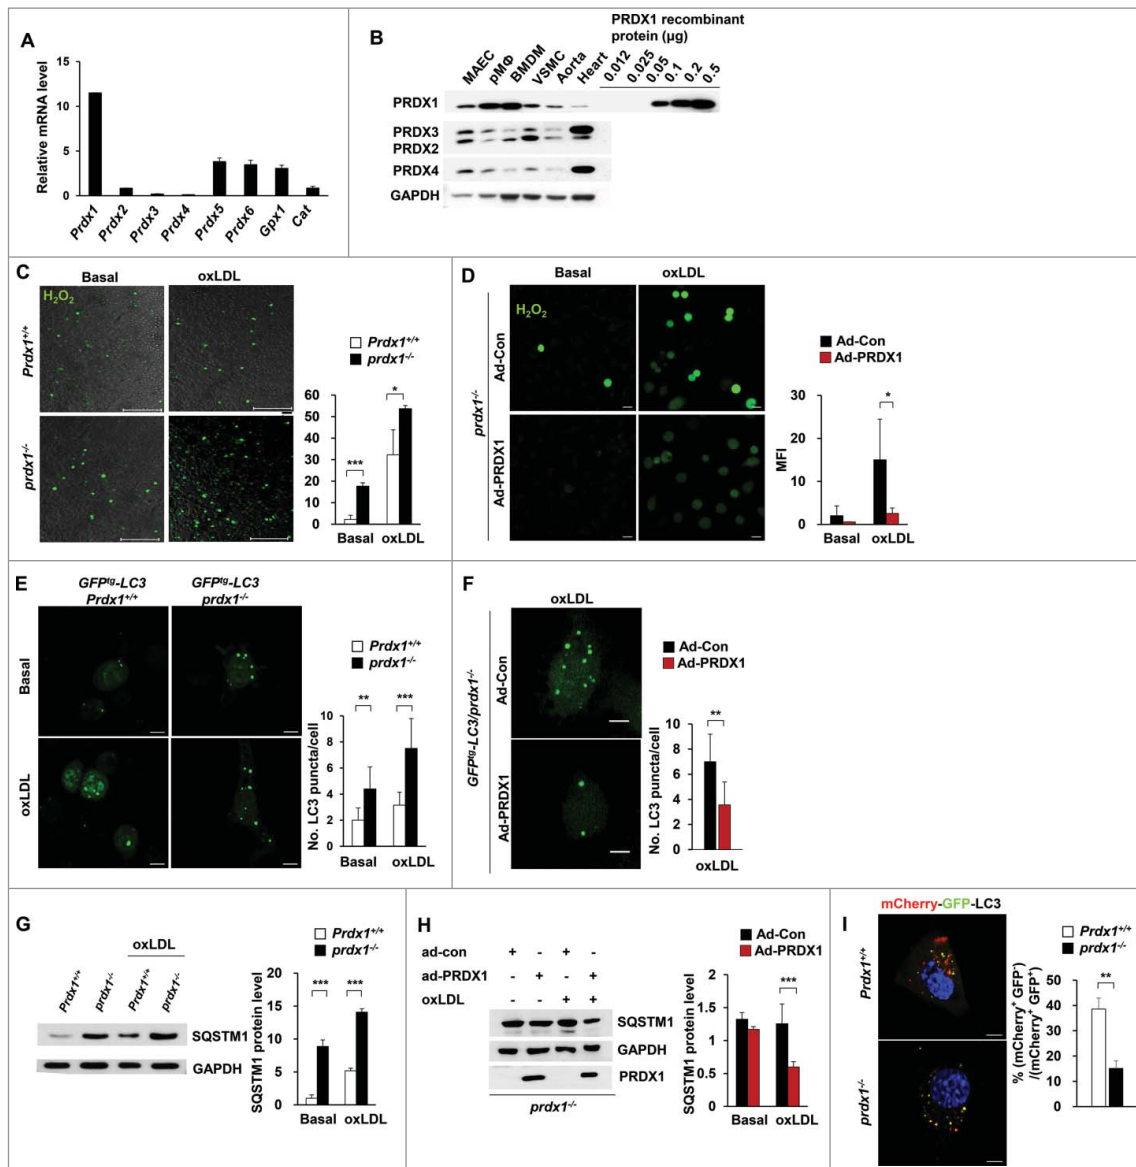 A
Relative mRNA level
15
10
5
0
Prdx1
Prdx2
Prdx3
Prdx4
Prdx5
Prdx6
Gpx1
Cat
B
PRDX1 recombinant
protein (µg)
MAEC
pMΦ
BMDM
VSMC
Aorta
Heart
0.012
0.025
0.05
0.1
0.2
0.5
PRDX1
PRDX3
PRDX2
PRDX4
GAPDH
C
Basal
oxLDL
H2O2
Prdx1+/+
prdx1-/-
Prdx1+/+
prdx1-/-
60
50
40
30
20
10
0
***
*
Basal
oxLDL
D
Basal
oxLDL
H2O2
prdx1-/-
Ad-Con
Ad-PRDX1
Ad-Con
Ad-PRDX1
MFI
30
20
10
0
*
Basal
oxLDL
E
GFPtg-LC3
Prdx1+/+
GFPtg-LC3
prdx1-/-
Basal
oxLDL
Prdx1+/+
prdx1-/-
No. LC3 puncta/cell
10
8
6
4
2
0
**
***
Basal
oxLDL
F
oxLDL
GFPtg-LC3/prdx1-/-
Ad-Con
Ad-PRDX1
Ad-Con
Ad-PRDX1
No. LC3 puncta/cell
10
8
6
4
2
0
**
oxLDL
G
oxLDL
Prdx1+/+
prdx1-/-
Prdx1+/+
prdx1-/-
SQSTM1
GAPDH
Prdx1+/+
prdx1-/-
SQSTM1 protein level
16
14
12
10
8
6
4
2
0
***
***
Basal
oxLDL
H
ad-con + - + -
ad-PRDX1 - + - +
oxLDL - - + +
SQSTM1
GAPDH
PRDX1
prdx1-/-
Ad-Con
Ad-PRDX1
SQSTM1 protein level
2
1.5
1
0.5
0
***
Basal
oxLDL
I
mCherry-GFP-LC3
Prdx1+/+
prdx1-/-
Prdx1+/+
prdx1-/-
% (mCherry+ GFP-)
/(mCherry+ GFP+)
50
40
30
20
10
0
**